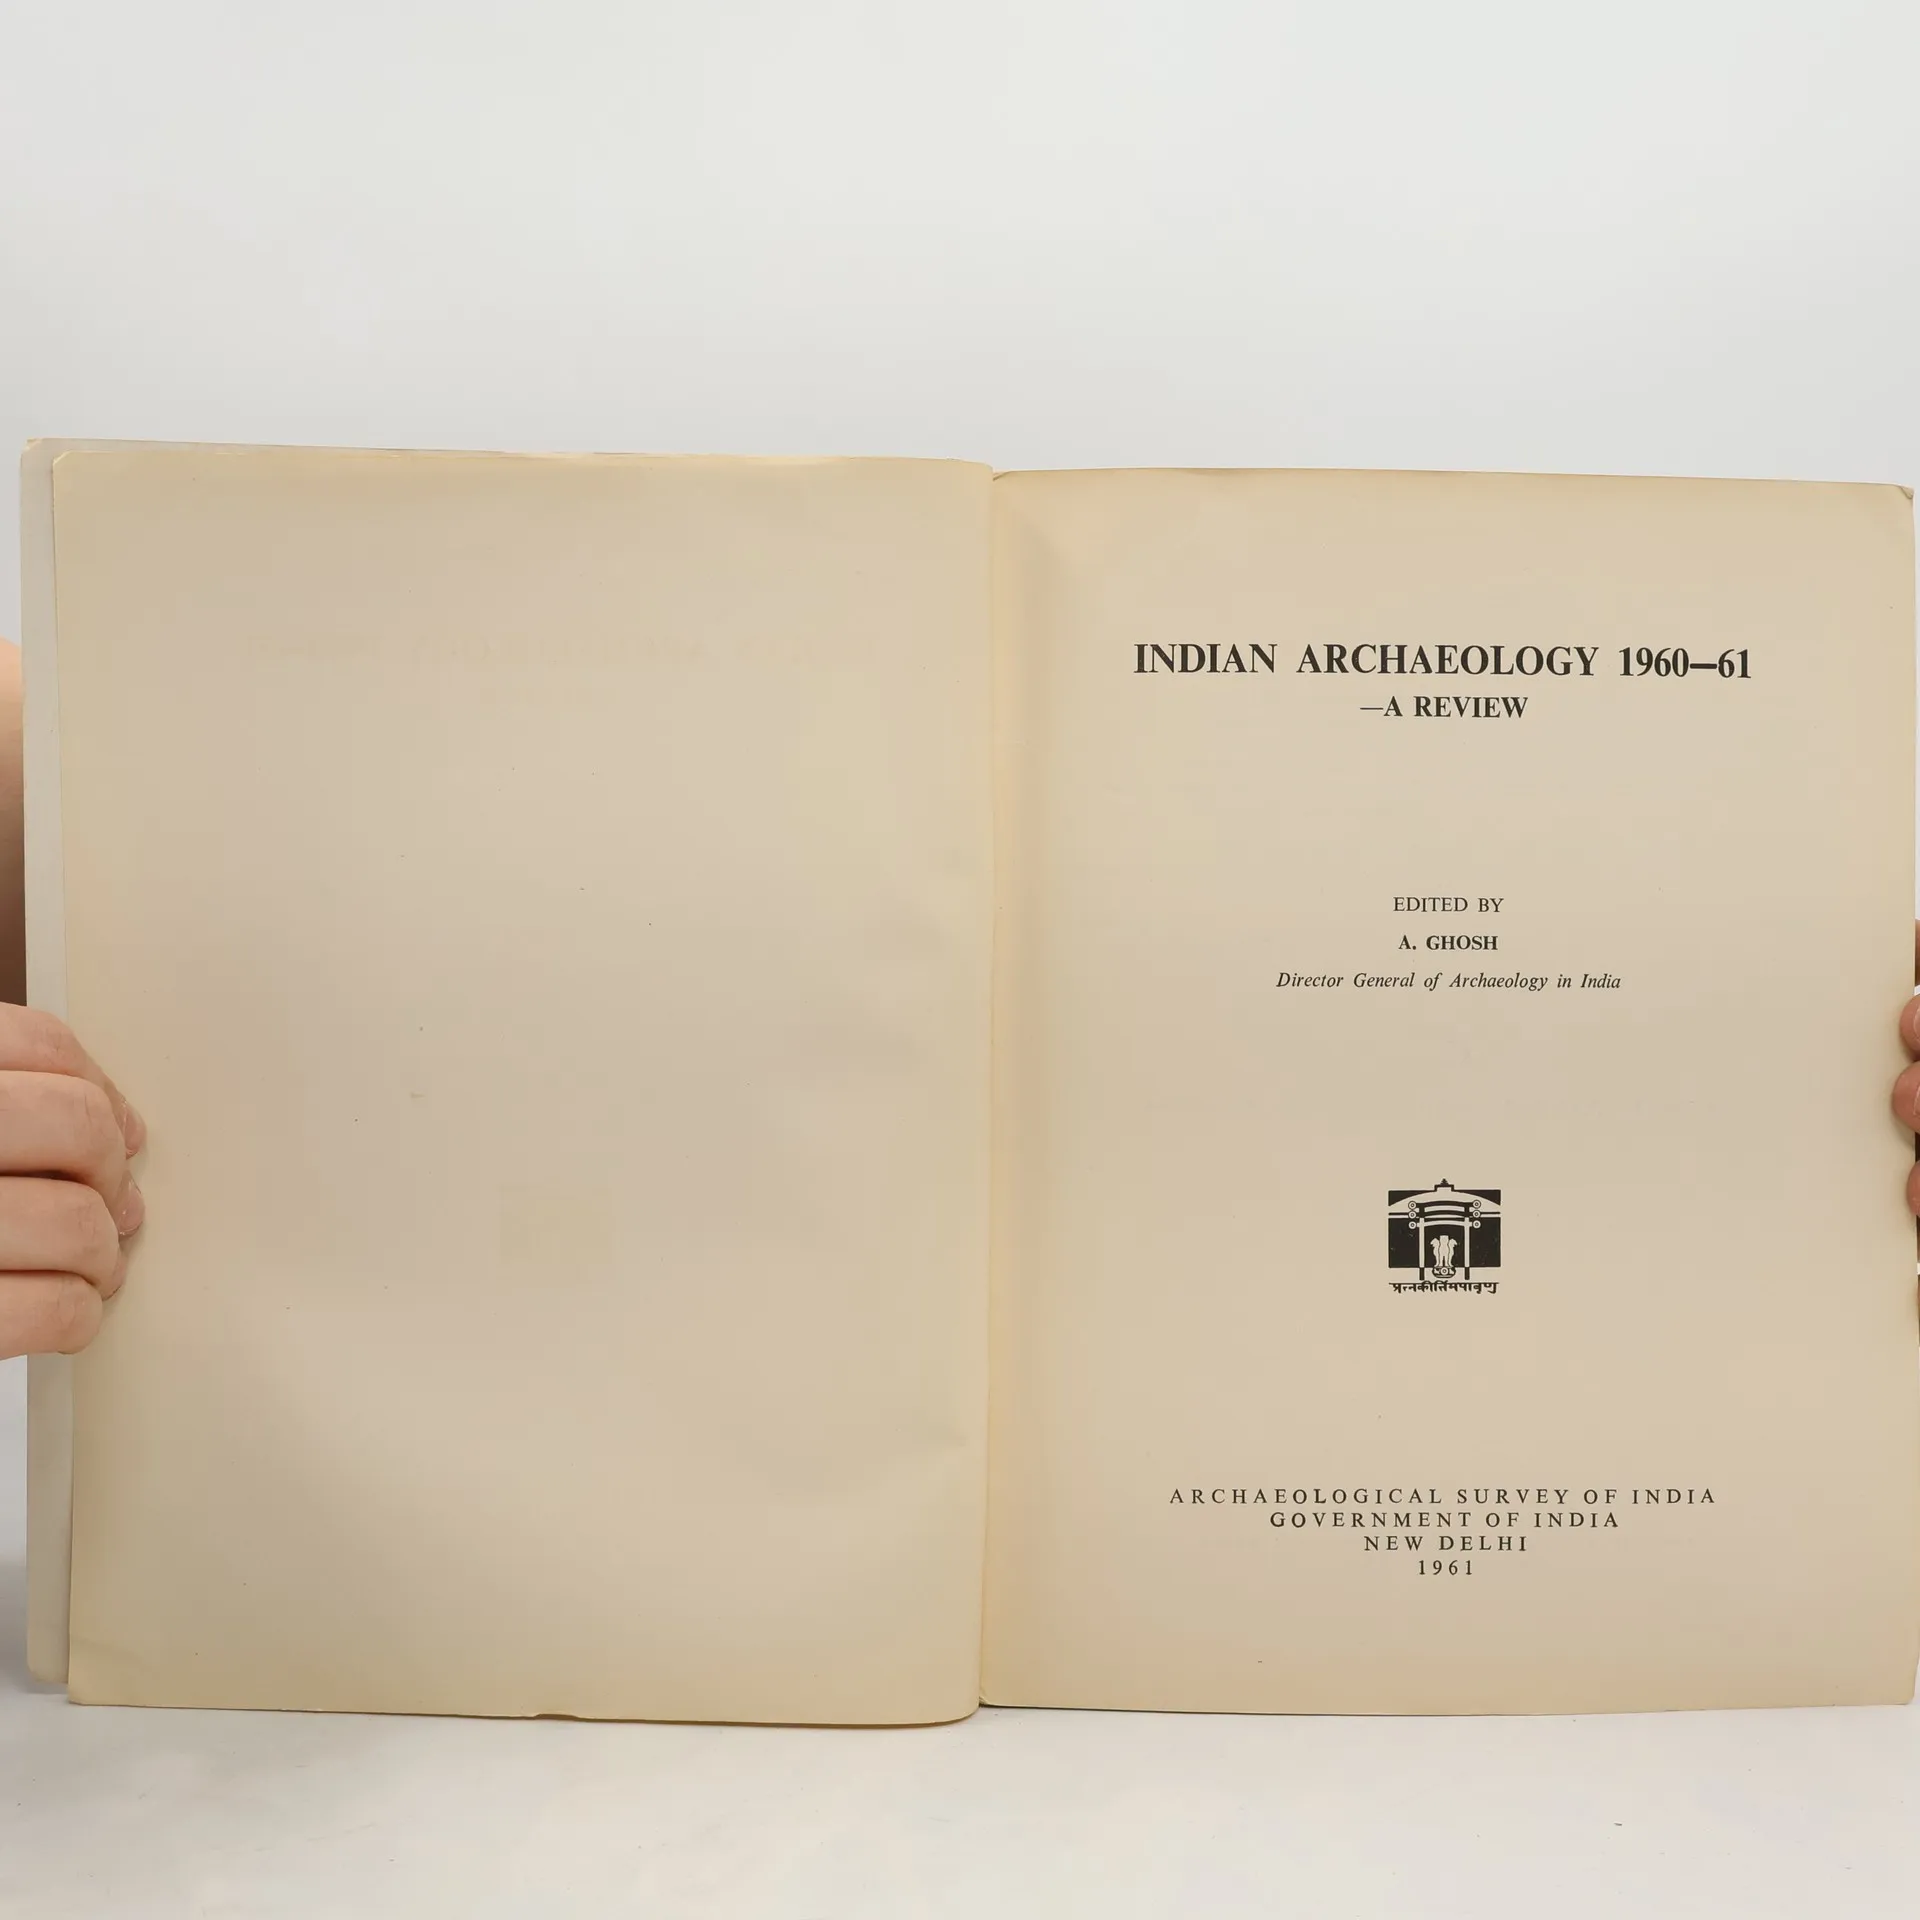 INDIAN ARCHAEOLOGY 1960—61
—A REVIEW
EDITED BY
A. GHOSH
Director General of Archaeology in India
प्रत्नकीर्तिमपावृणु
ARCHAEOLOGICAL SURVEY OF INDIA
GOVERNMENT OF INDIA
NEW DELHI
1961